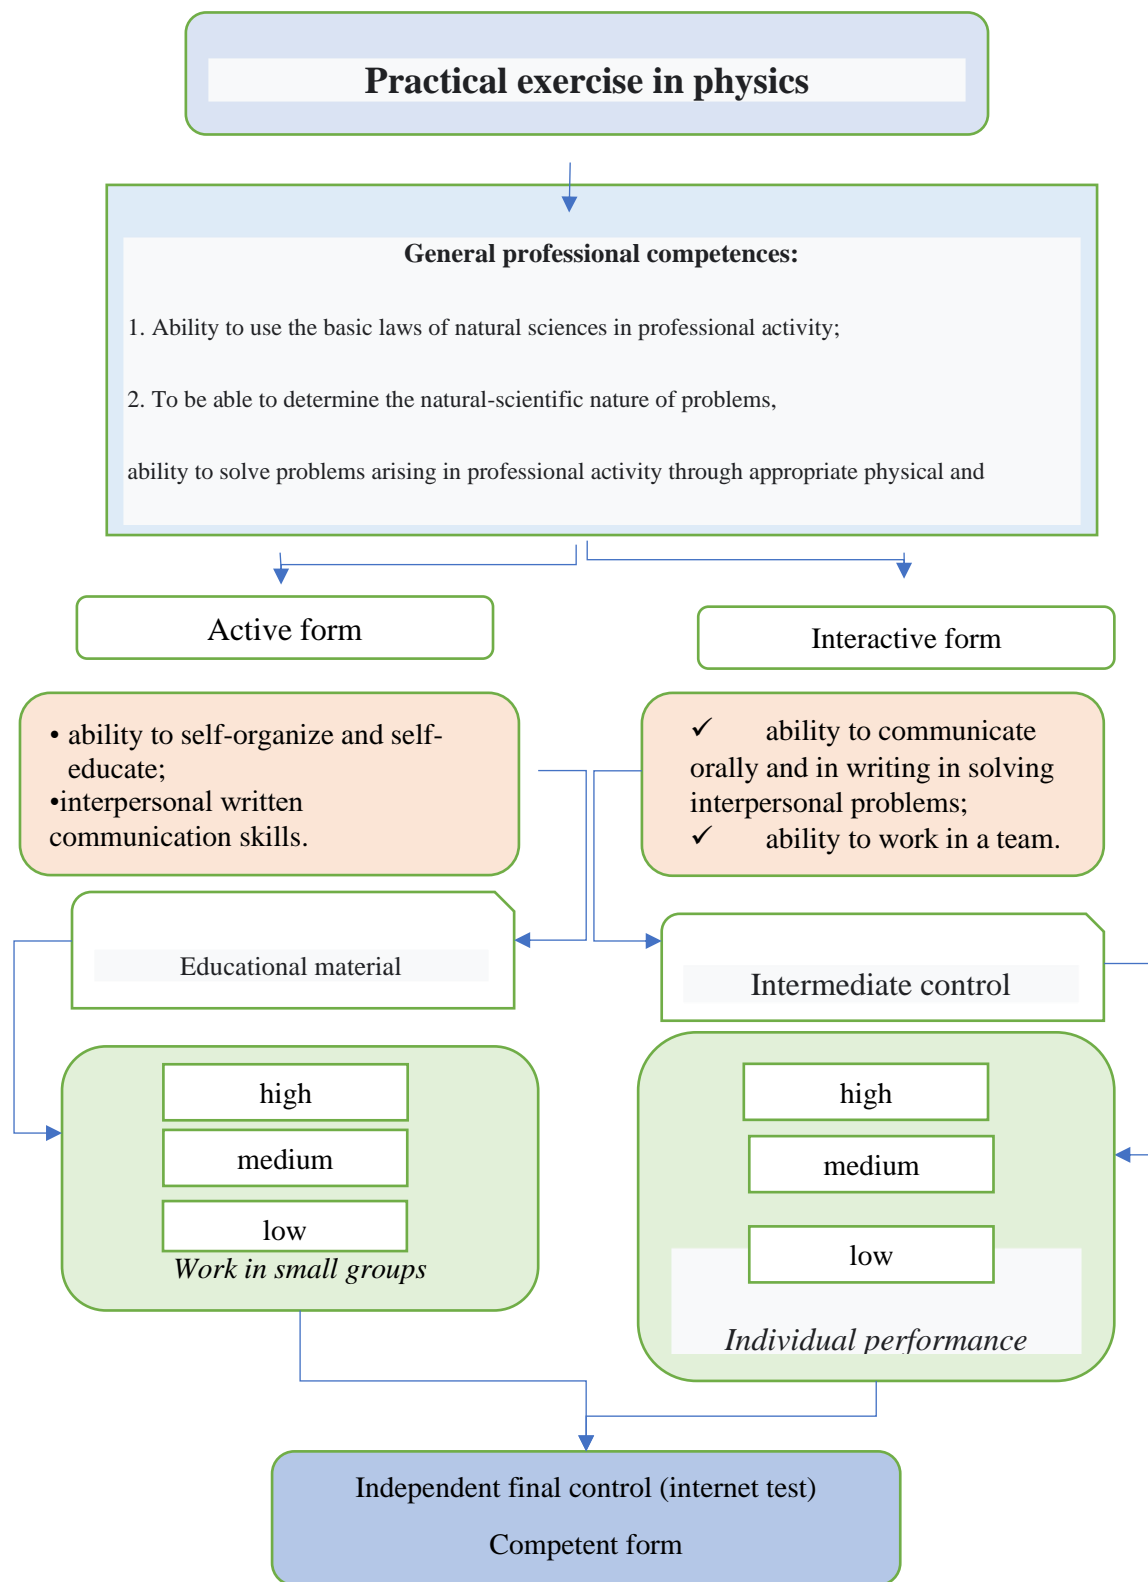 Practical exercise in physics
General professional competences:
1. Ability to use the basic laws of natural sciences in professional activity;
2. To be able to determine the natural-scientific nature of problems,
ability to solve problems arising in professional activity through appropriate physical and
Active form
Interactive form
• ability to self-organize and self-
educate;
•interpersonal written
communication skills.
✓ ability to communicate
orally and in writing in solving
interpersonal problems;
✓ ability to work in a team.
Educational material
Intermediate control
high
medium
low
Work in small groups
high
medium
low
Individual performance
Independent final control (internet test)
Competent form